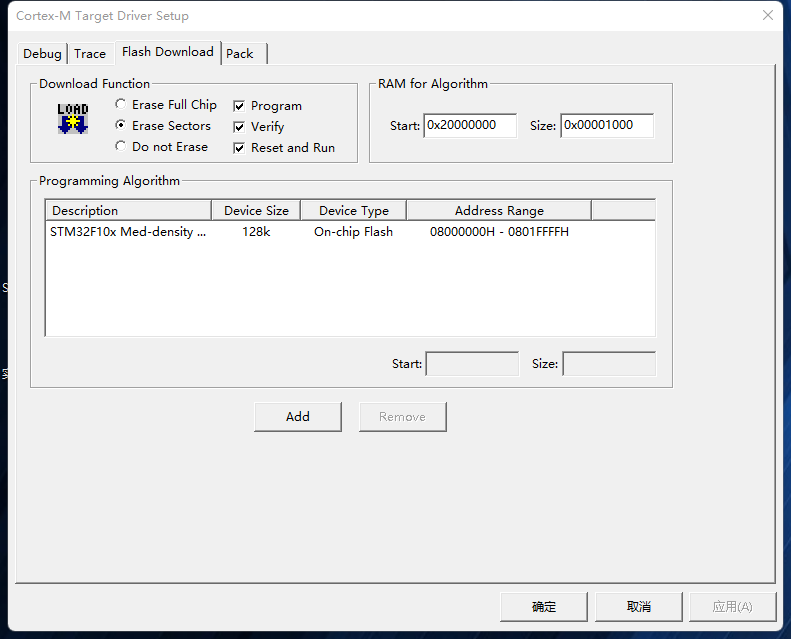 Cortex-M Target Driver Setup
Debug Trace Flash Download Pack
Download Function
LOAD
Erase Full Chip
Erase Sectors
Do not Erase
Program
Verify
Reset and Run
RAM for Algorithm
Start: 0x20000000 Size: 0x00001000
Programming Algorithm
Description Device Size Device Type Address Range
STM32F10x Med-density ... 128k On-chip Flash 08000000H - 0801FFFFH
Start: Size:
Add Remove
确定 取消 应用(A)